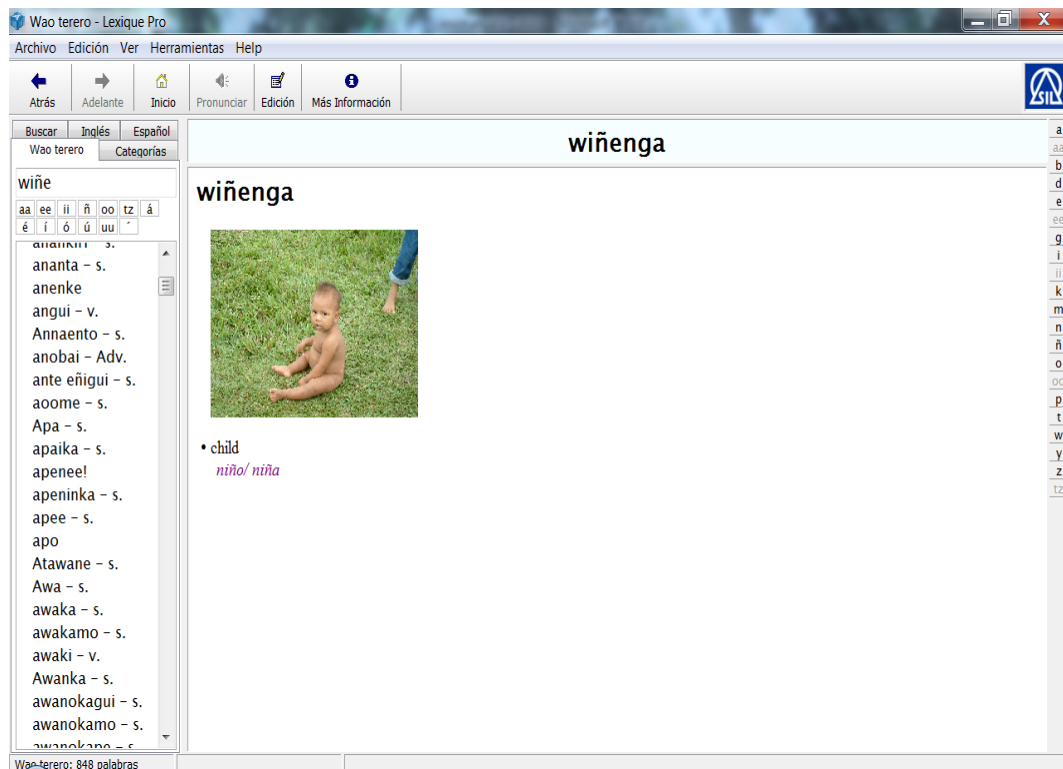 Wao terero - Lexique Pro
Archivo Edición Ver Herramientas Help
Atrás Adelante Inicio Pronunciar Edición Más Información
SIL
Buscar Inglés Español
Wao terero Categorías
wiñe
aa ee ii ñ oo tz á
é í ó ú uu ´
ananta – s.
anenke
angui – v.
Annaento – s.
anobai – Adv.
ante eñigui – s.
aoome – s.
Apa – s.
apaika – s.
apenee!
apeninka – s.
apee – s.
apo
Atawane – s.
Awa – s.
awaka – s.
awakamo – s.
awaki – v.
Awanka – s.
awanokagui – s.
awanokamo – s.
awanokape – s.
Wao terero: 848 palabras
wiñenga
wiñenga
• child
niño/ niña
a
aa
b
d
e
ee
g
i
ii
k
m
n
ñ
o
oo
p
t
w
y
z
tz